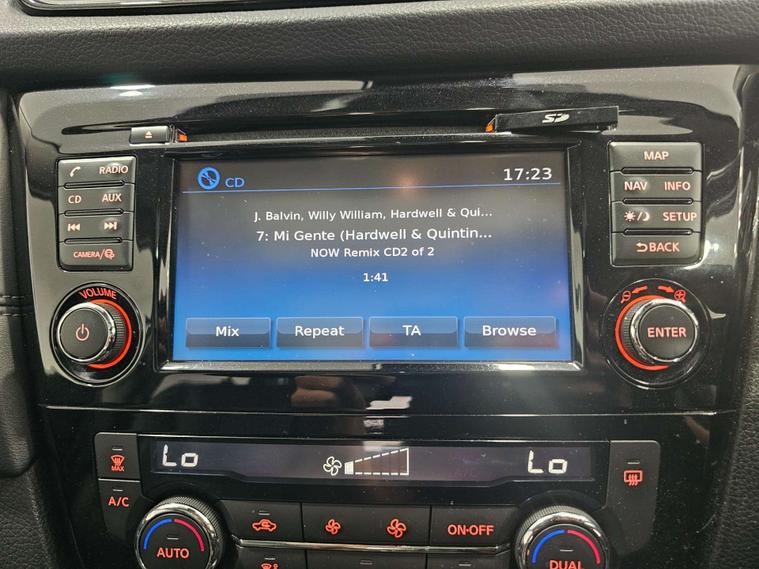 SD
RADIO
CD
AUX
CAMERA/
VOLUME
CD
17:23
J. Balvin, Willy William, Hardwell & Qui...
7: Mi Gente (Hardwell & Quintin...
NOW Remix CD2 of 2
1:41
Mix
Repeat
TA
Browse
MAP
NAV
INFO
SETUP
BACK
ENTER
Lo
Lo
MAX
A/C
AUTO
ON·OFF
DUAL